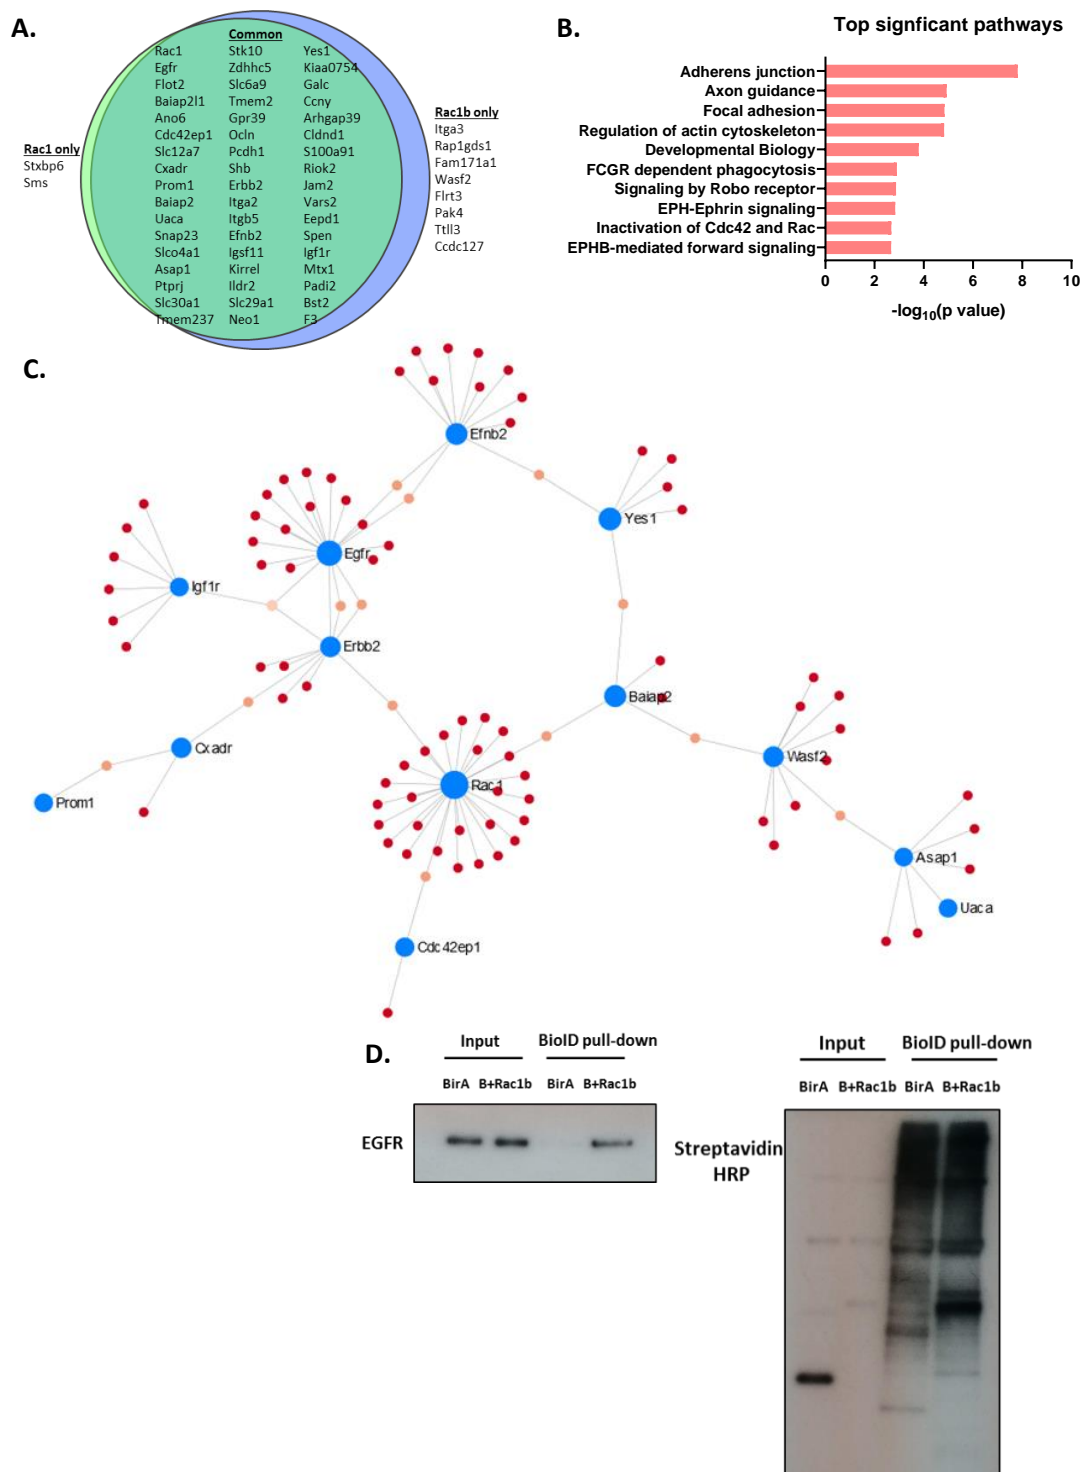 A.
Common
Rac1 Stk10 Yes1
Egfr Zdhhc5 Kiaa0754
Flot2 Slc6a9 Galc
Baiap2l1 Tmem2 Ccny
Ano6 Gpr39 Arhgap39
Cdc42ep1 Ocln Cldnd1
Slc12a7 Pcdh1 S100a91
Cxadr Shb Riok2
Prom1 Erbb2 Jam2
Baiap2 Itga2 Vars2
Uaca Itgb5 Eepd1
Snap23 Efnb2 Spen
Slco4a1 Igsf11 Igf1r
Asap1 Kirrel Mtx1
Ptprj Ildr2 Padi2
Slc30a1 Slc29a1 Bst2
Tmem237 Neo1 F3
Rac1 only
Stxbp6
Sms
Rac1b only
Itga3
Rap1gds1
Fam171a1
Wasf2
Flrt3
Pak4
Ttll3
Ccdc127
B.
Top signficant pathways
Adherens junction
Axon guidance
Focal adhesion
Regulation of actin cytoskeleton
Developmental Biology
FCGR dependent phagocytosis
Signaling by Robo receptor
EPH-Ephrin signaling
Inactivation of Cdc42 and Rac
EPHB-mediated forward signaling
0 2 4 6 8 10
-log10(p value)
C.
Efnb2
Yes1
Egfr
Igf1r
Erbb2
Baiap2
Cxadr
Wasf2
Rac1
Prom1
Asap1
Uaca
Cdc42ep1
D.
Input BioID pull-down
BirA B+Rac1b BirA B+Rac1b
EGFR
Input BioID pull-down
BirA B+Rac1b BirA B+Rac1b
Streptavidin
HRP